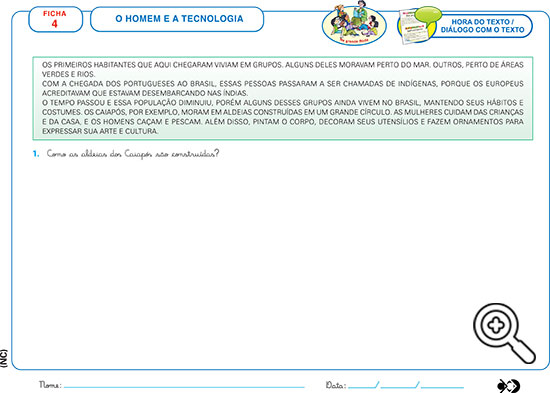 FICHA
4
O HOMEM E A TECNOLOGIA
HORA DO TEXTO /
DIÁLOGO COM O TEXTO
OS PRIMEIROS HABITANTES QUE AQUI CHEGARAM VIVIAM EM GRUPOS. ALGUNS DELES MORAVAM PERTO DO MAR. OUTROS, PERTO DE ÁREAS
VERDES E RIOS.
COM A CHEGADA DOS PORTUGUESES AO BRASIL, ESSAS PESSOAS PASSARAM A SER CHAMADAS DE INDÍGENAS, PORQUE OS EUROPEUS
ACREDITAVAM QUE ESTAVAM DESEMBARCANDO NAS ÍNDIAS.
O TEMPO PASSOU E ESSA POPULAÇÃO DIMINUIU, PORÉM ALGUNS DESSES GRUPOS AINDA VIVEM NO BRASIL, MANTENDO SEUS HÁBITOS E
COSTUMES. OS CAIAPÓS, POR EXEMPLO, MORAM EM ALDEIAS CONSTRUÍDAS EM UM GRANDE CÍRCULO. AS MULHERES CUIDAM DAS CRIANÇAS
E DA CASA, E OS HOMENS CAÇAM E PESCAM. ALÉM DISSO, PINTAM O CORPO, DECORAM SEUS UTENSÍLIOS E FAZEM ORNAMENTOS PARA
EXPRESSAR SUA ARTE E CULTURA.
1. Como as aldeias dos Caiapós são construídas?
(NC)
Nome:
Data: / /